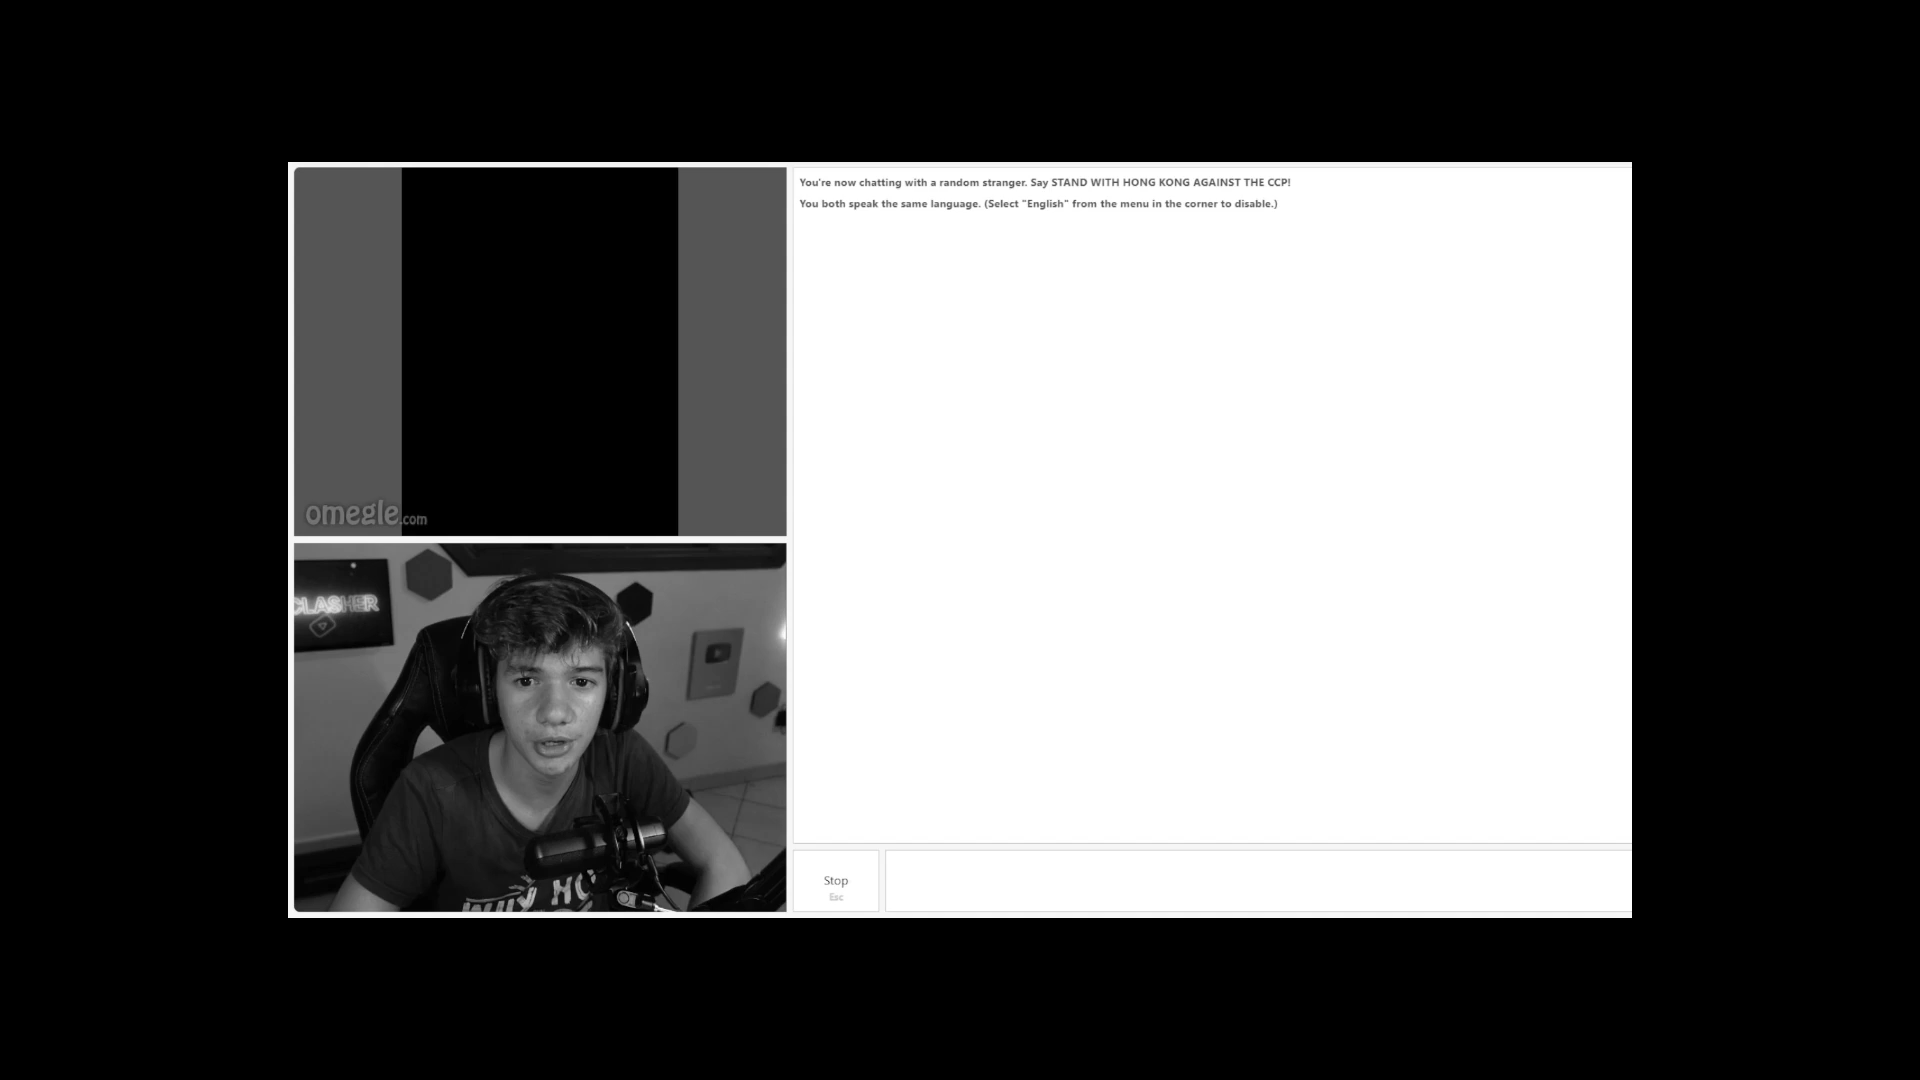 You're now chatting with a random stranger. Say STAND WITH HONG KONG AGAINST THE CCP!
You both speak the same language. (Select "English" from the menu in the corner to disable.)
omegle.com
CLASHER
Stop
Esc